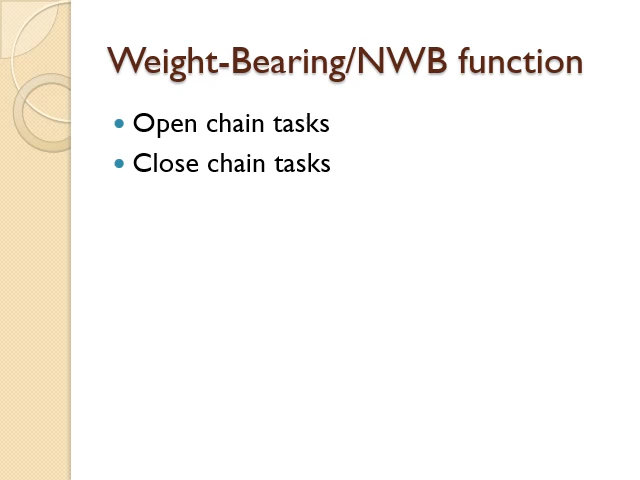 Weight-Bearing/NWB function
• Open chain tasks
• Close chain tasks